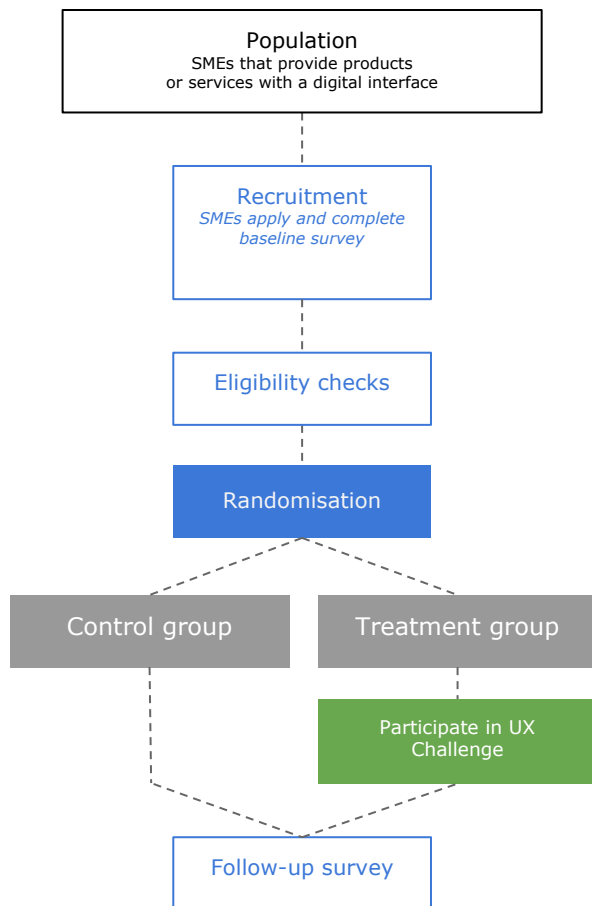 Population
SMEs that provide products
or services with a digital interface
Recruitment
SMEs apply and complete
baseline survey
Eligibility checks
Randomisation
Control group
Treatment group
Participate in UX
Challenge
Follow-up survey